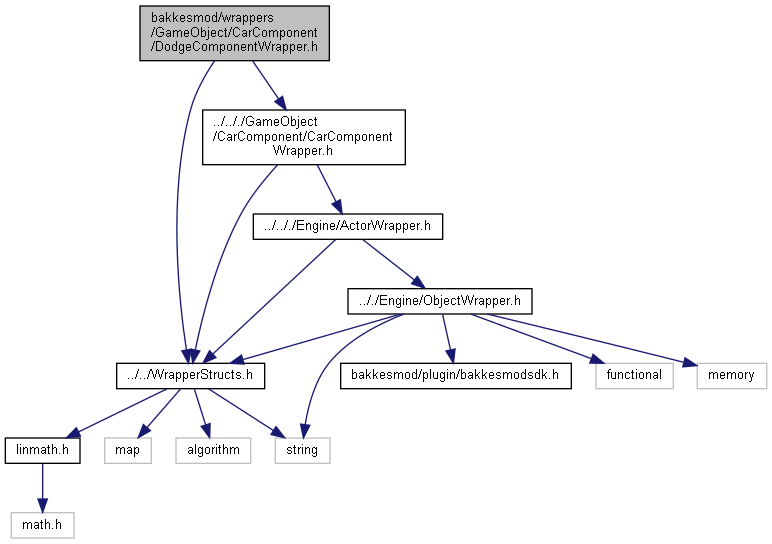 bakkesmod/wrappers
/GameObject/CarComponent
/DodgeComponentWrapper.h
../.././GameObject
/CarComponent/CarComponent
Wrapper.h
../.././Engine/ActorWrapper.h
.././Engine/ObjectWrapper.h
../../WrapperStructs.h
bakkesmod/plugin/bakkesmodsdk.h
functional
memory
linmath.h
map
algorithm
string
math.h